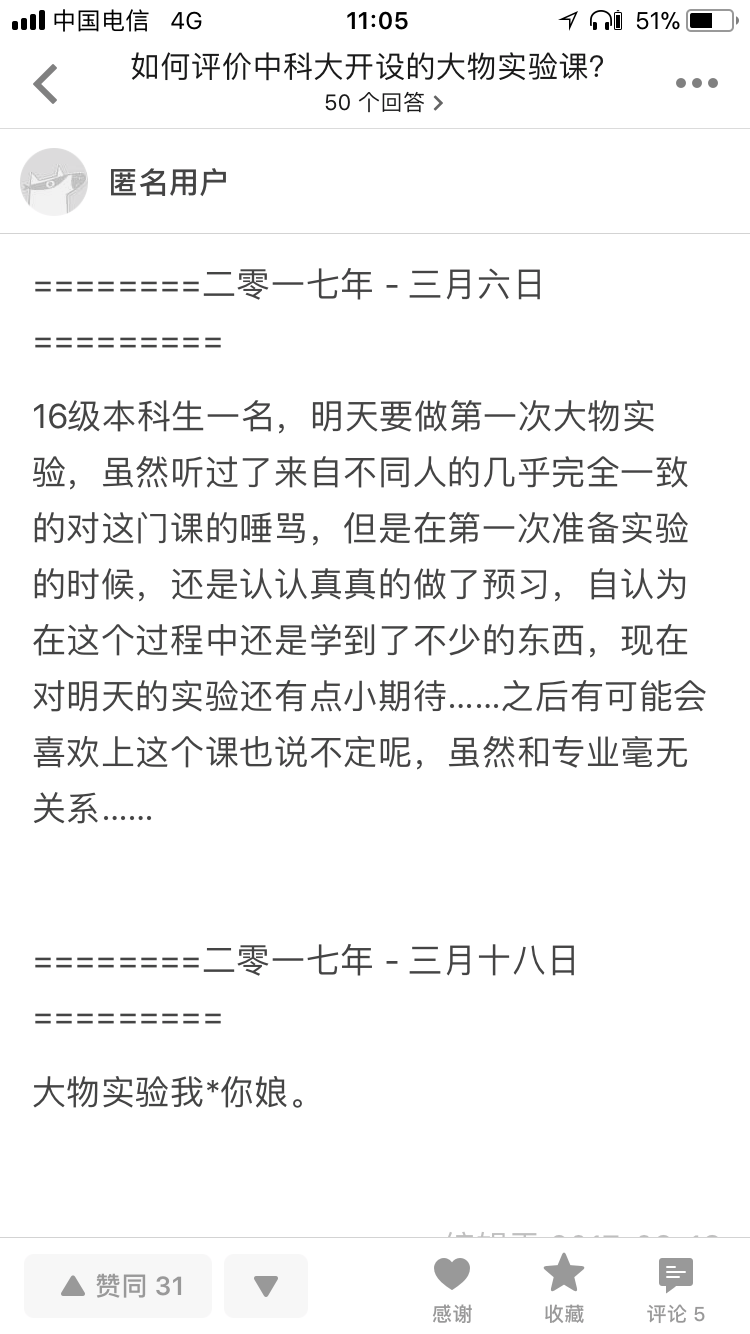 中国电信 4G 11:05 51%
如何评价中科大开设的大物实验课?
50 个回答
匿名用户
========二零一七年 - 三月六日
=========
16级本科生一名，明天要做第一次大物实
验，虽然听过了来自不同人的几乎完全一致
的对这门课的唾骂，但是在第一次准备实验
的时候，还是认认真真的做了预习，自认为
在这个过程中还是学到了不少的东西，现在
对明天的实验还有点小期待……之后有可能会
喜欢上这个课也说不定呢，虽然和专业毫无
关系……
========二零一七年 - 三月十八日
=========
大物实验我*你娘。
赞同 31
感谢 收藏 评论 5